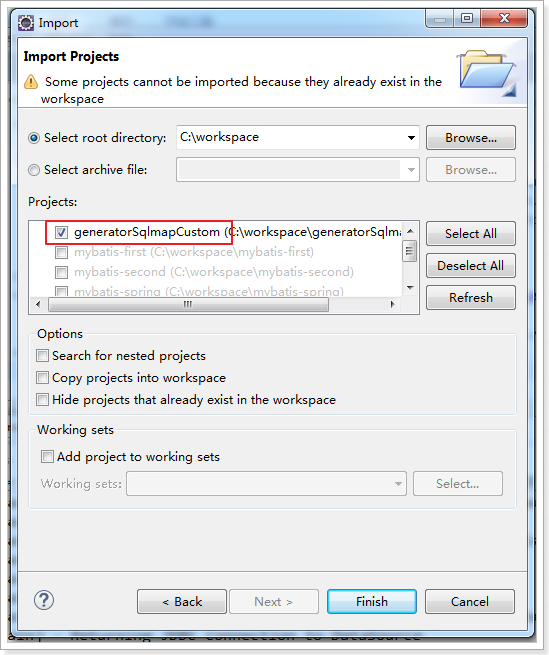 Import
Import Projects
Some projects cannot be imported because they already exist in the
workspace
Select root directory:
C:\workspace
Browse...
Select archive file:
Browse...
Projects:
generatorSqlmapCustom (C:\workspace\generatorSqlma
mybatis-first (C:\workspace\mybatis-first)
mybatis-second (C:\workspace\mybatis-second)
mybatis-spring (C:\workspace\mybatis-spring)
Select All
Deselect All
Refresh
Options
Search for nested projects
Copy projects into workspace
Hide projects that already exist in the workspace
Working sets
Add project to working sets
Working sets:
Select...
?
< Back
Next >
Finish
Cancel